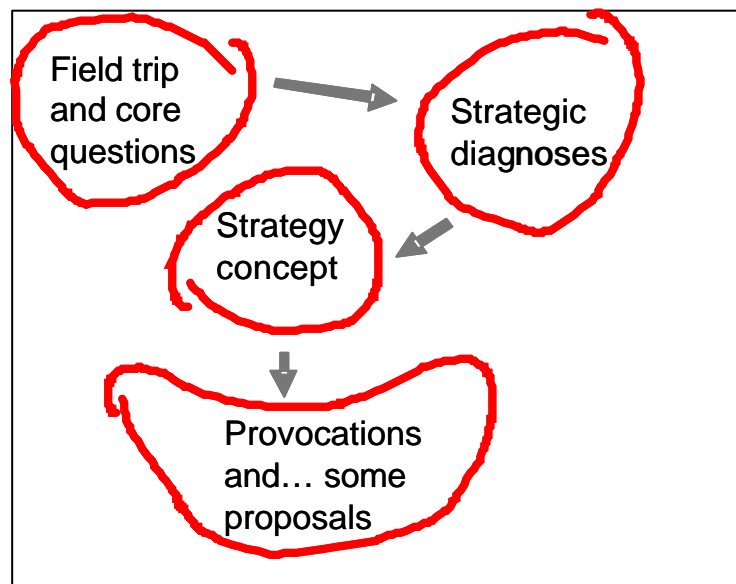 Field trip
and core
questions
Strategic
diagnoses
Strategy
concept
Provocations
and… some
proposals